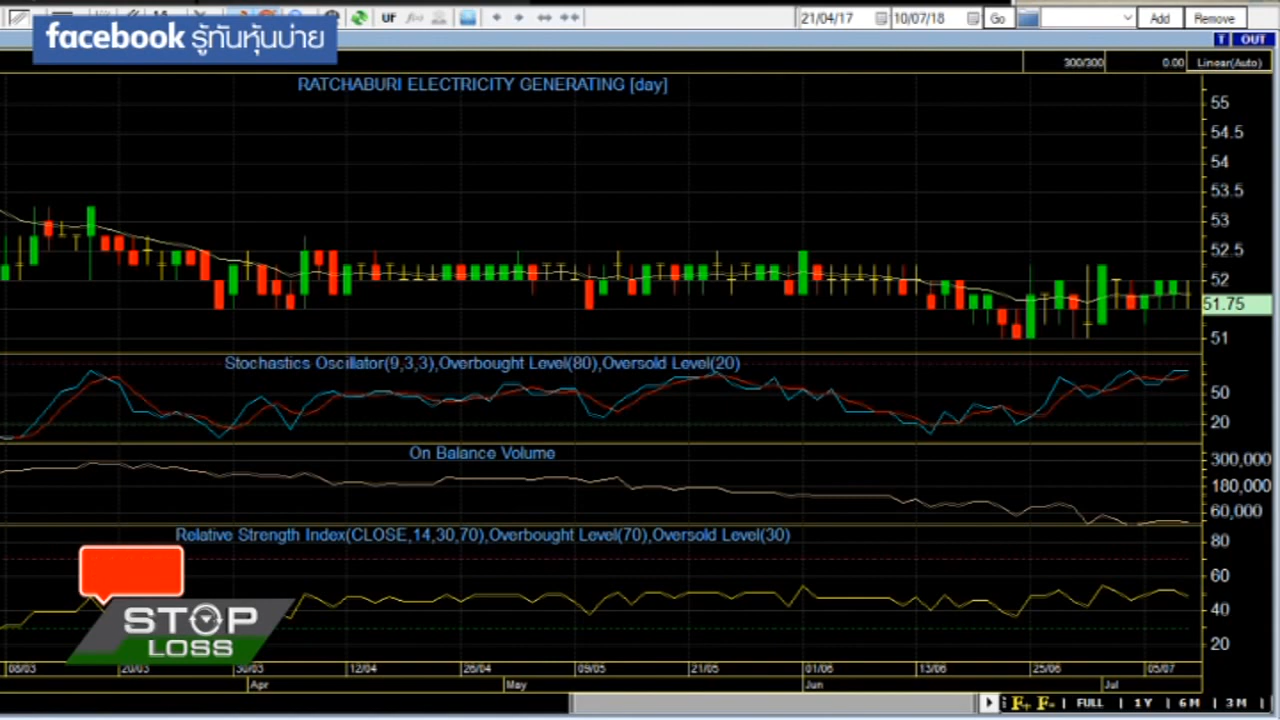 UF
21/04/17 10/07/18 Go Add Remove
facebook รู้ทันหุ้นบ่าย
T OUT
300/300 0.00 Linear(Auto)
RATCHABURI ELECTRICITY GENERATING [day]
55
54.5
54
53.5
53
52.5
52
51.75
51
Stochastics Oscillator(9,3,3),Overbought Level(80),Oversold Level(20)
50
20
On Balance Volume
300,000
180,000
60,000
Relative Strength Index(CLOSE,14,30,70),Overbought Level(70),Oversold Level(30)
80
60
40
20
STOP
LOSS
08/03 20/03 30/03 12/04 26/04 09/05 21/05 01/06 13/06 25/06 05/07
Apr May Jun Jul
F+ F- | FULL | 1Y | 6M | 3M |